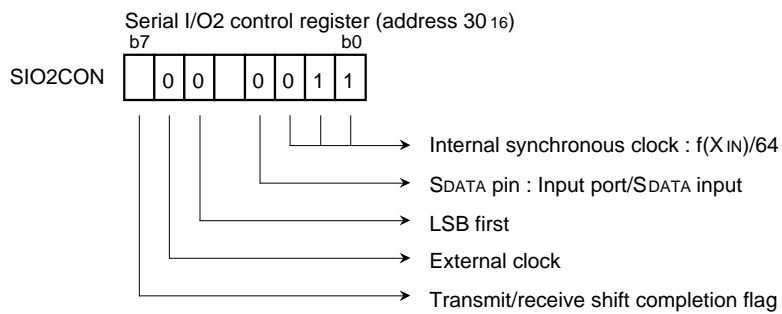 Serial I/O2 control register (address 30 16)
b7 b0
SIO2CON 0 0 0 0 1 1
Internal synchronous clock : f(XIN)/64
SDATA pin : Input port/SDATA input
LSB first
External clock
Transmit/receive shift completion flag